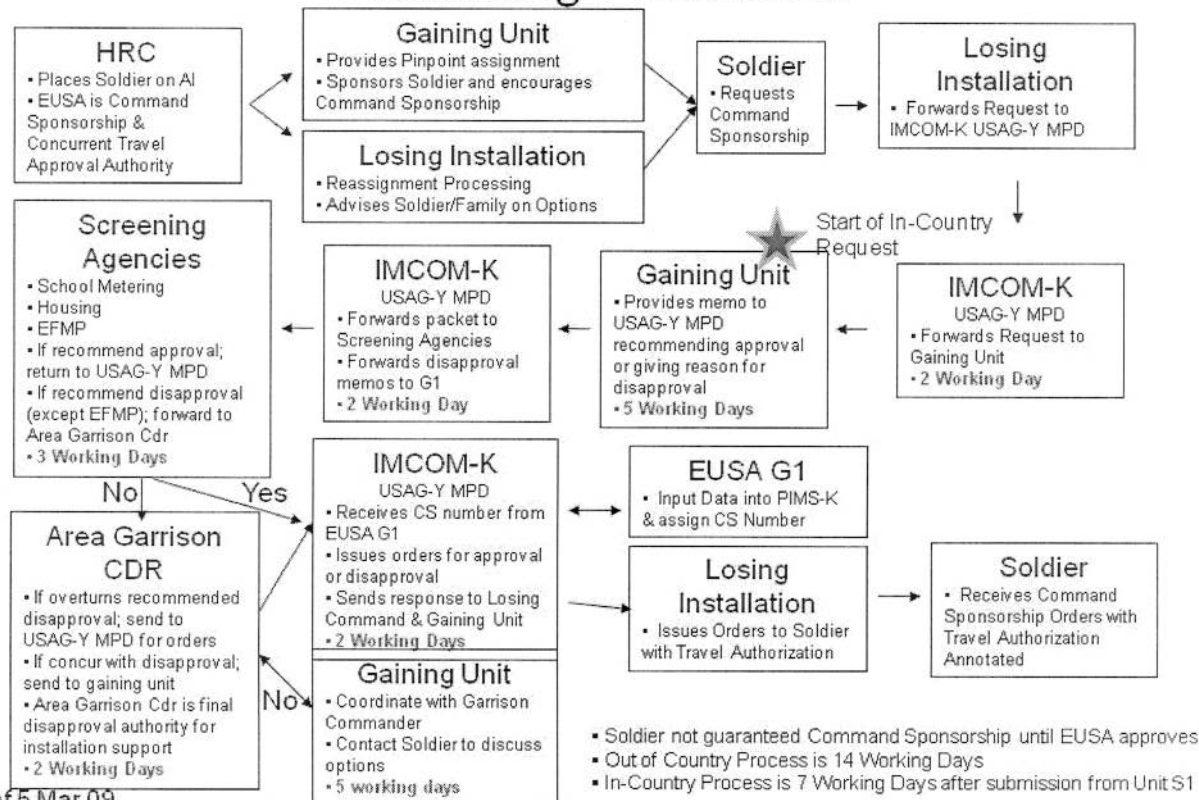 HRC
▪ Places Soldier on AI
▪ EUSA is Command
Sponsorship &
Concurrent Travel
Approval Authority
Gaining Unit
▪ Provides Pinpoint assignment
▪ Sponsors Soldier and encourages
Command Sponsorship
Losing Installation
▪ Reassignment Processing
▪ Advises Soldier/Family on Options
Soldier
▪ Requests
Command
Sponsorship
Losing
Installation
▪ Forwards Request to
IMCOM-K USAG-Y MPD
Start of In-Country
Request
IMCOM-K
USAG-Y MPD
▪ Forwards Request to
Gaining Unit
▪ 2 Working Day
Gaining Unit
▪ Provides memo to
USAG-Y MPD
recommending approval
or giving reason for
disapproval
▪ 5 Working Days
IMCOM-K
USAG-Y MPD
▪ Forwards packet to
Screening Agencies
▪ Forwards disapproval
memos to G1
▪ 2 Working Day
Screening
Agencies
▪ School Metering
▪ Housing
▪ EFMP
▪ If recommend approval;
return to USAG-Y MPD
▪ If recommend disapproval
(except EFMP); forward to
Area Garrison Cdr
▪ 3 Working Days
No
Yes
Area Garrison
CDR
▪ If overturns recommended
disapproval; send to
USAG-Y MPD for orders
▪ If concur with disapproval;
send to gaining unit
▪ Area Garrison Cdr is final
disapproval authority for
installation support
▪ 2 Working Days
No
IMCOM-K
USAG-Y MPD
▪ Receives CS number from
EUSA G1
▪ Issues orders for approval
or disapproval
▪ Sends response to Losing
Command & Gaining Unit
▪ 2 Working Days
Gaining Unit
▪ Coordinate with Garrison
Commander
▪ Contact Soldier to discuss
options
▪ 5 working days
EUSA G1
▪ Input Data into PIMS-K
& assign CS Number
Losing
Installation
▪ Issues Orders to Soldier
with Travel Authorization
Soldier
▪ Receives Command
Sponsorship Orders with
Travel Authorization
Annotated
▪ Soldier not guaranteed Command Sponsorship until EUSA approves
▪ Out of Country Process is 14 Working Days
▪ In-Country Process is 7 Working Days after submission from Unit S1
5 Mar 09